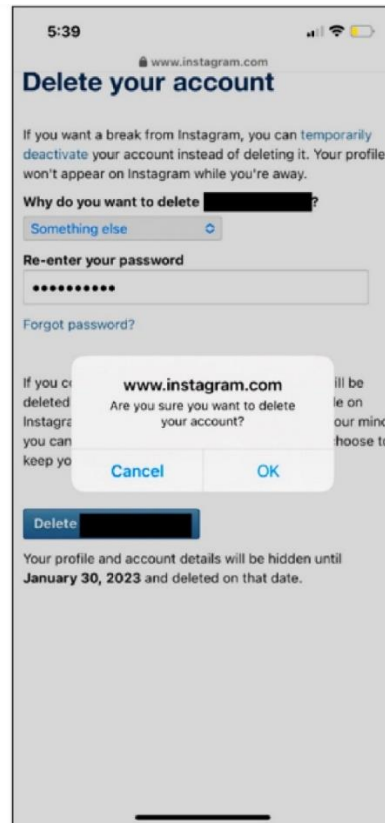 5:39
www.instagram.com
Delete your account
If you want a break from Instagram, you can temporarily
deactivate your account instead of deleting it. Your profile
won't appear on Instagram while you're away.
Why do you want to delete ?
Something else
Re-enter your password
Forgot password?
If you c ill be
deleted le on
Instagra our mind
you can hoose to
keep yo
www.instagram.com
Are you sure you want to delete
your account?
Cancel OK
Delete
Your profile and account details will be hidden until
January 30, 2023 and deleted on that date.